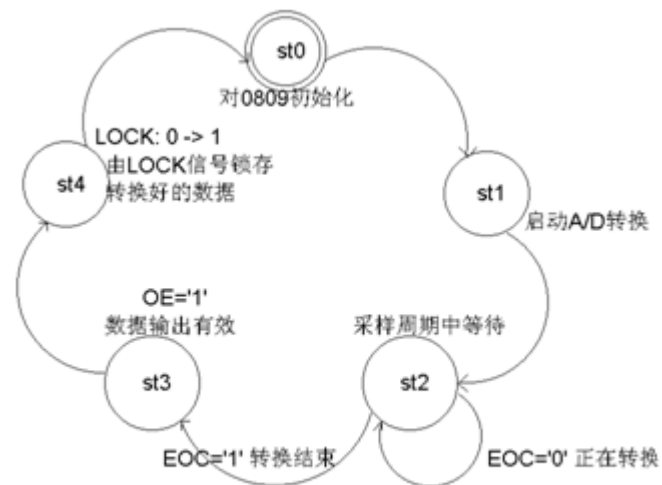 st0
对0809初始化
LOCK: 0 -> 1
由LOCK信号锁存
转换好的数据
st4
st1
启动A/D转换
OE='1'
数据输出有效
采样周期中等待
st3
st2
EOC='1' 转换结束
EOC='0' 正在转换